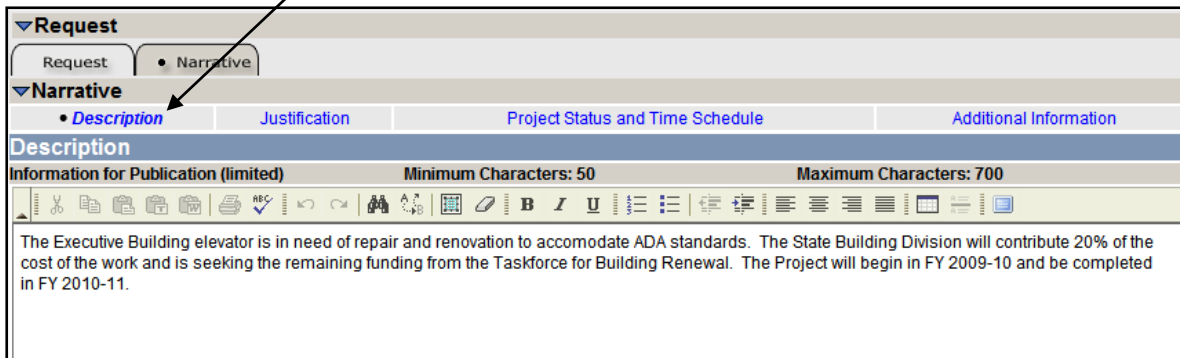 Request
Request • Narrative
Narrative
• Description Justification Project Status and Time Schedule Additional Information
Description
Information for Publication (limited) Minimum Characters: 50 Maximum Characters: 700
ABC B I U
The Executive Building elevator is in need of repair and renovation to accomodate ADA standards. The State Building Division will contribute 20% of the
cost of the work and is seeking the remaining funding from the Taskforce for Building Renewal. The Project will begin in FY 2009-10 and be completed
in FY 2010-11.